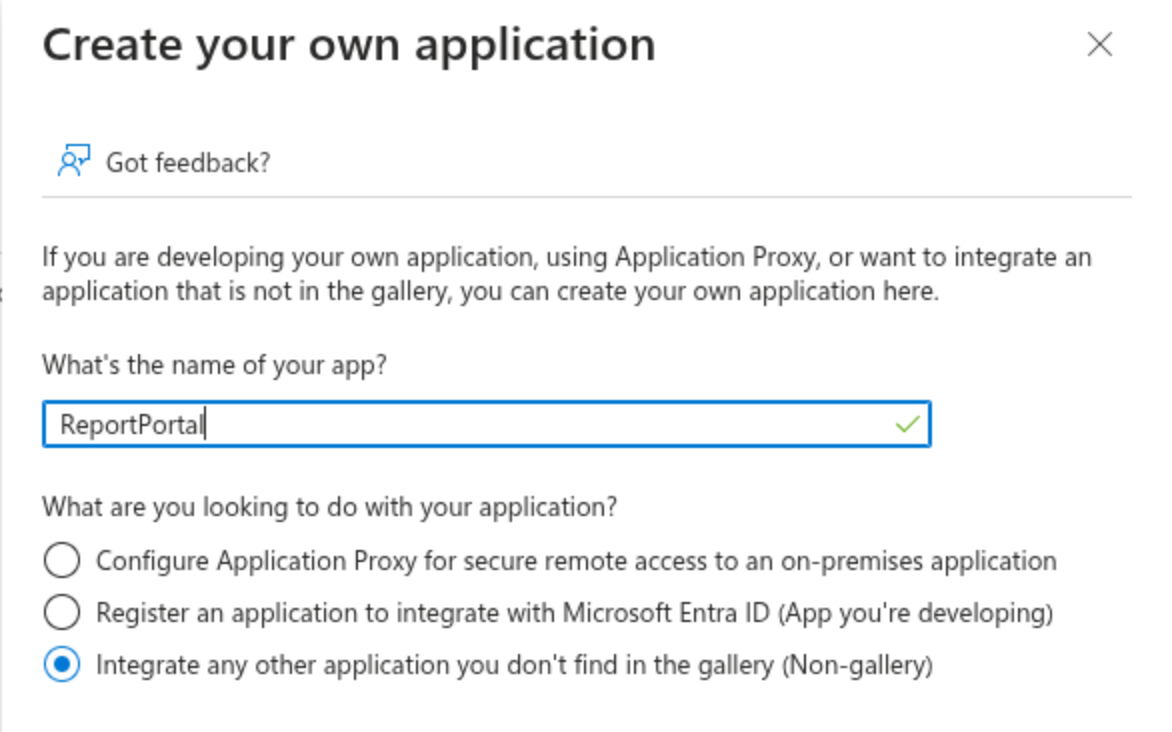 Create your own application
Got feedback?
If you are developing your own application, using Application Proxy, or want to integrate an
application that is not in the gallery, you can create your own application here.
What's the name of your app?
ReportPortal
What are you looking to do with your application?
Configure Application Proxy for secure remote access to an on-premises application
Register an application to integrate with Microsoft Entra ID (App you're developing)
Integrate any other application you don't find in the gallery (Non-gallery)